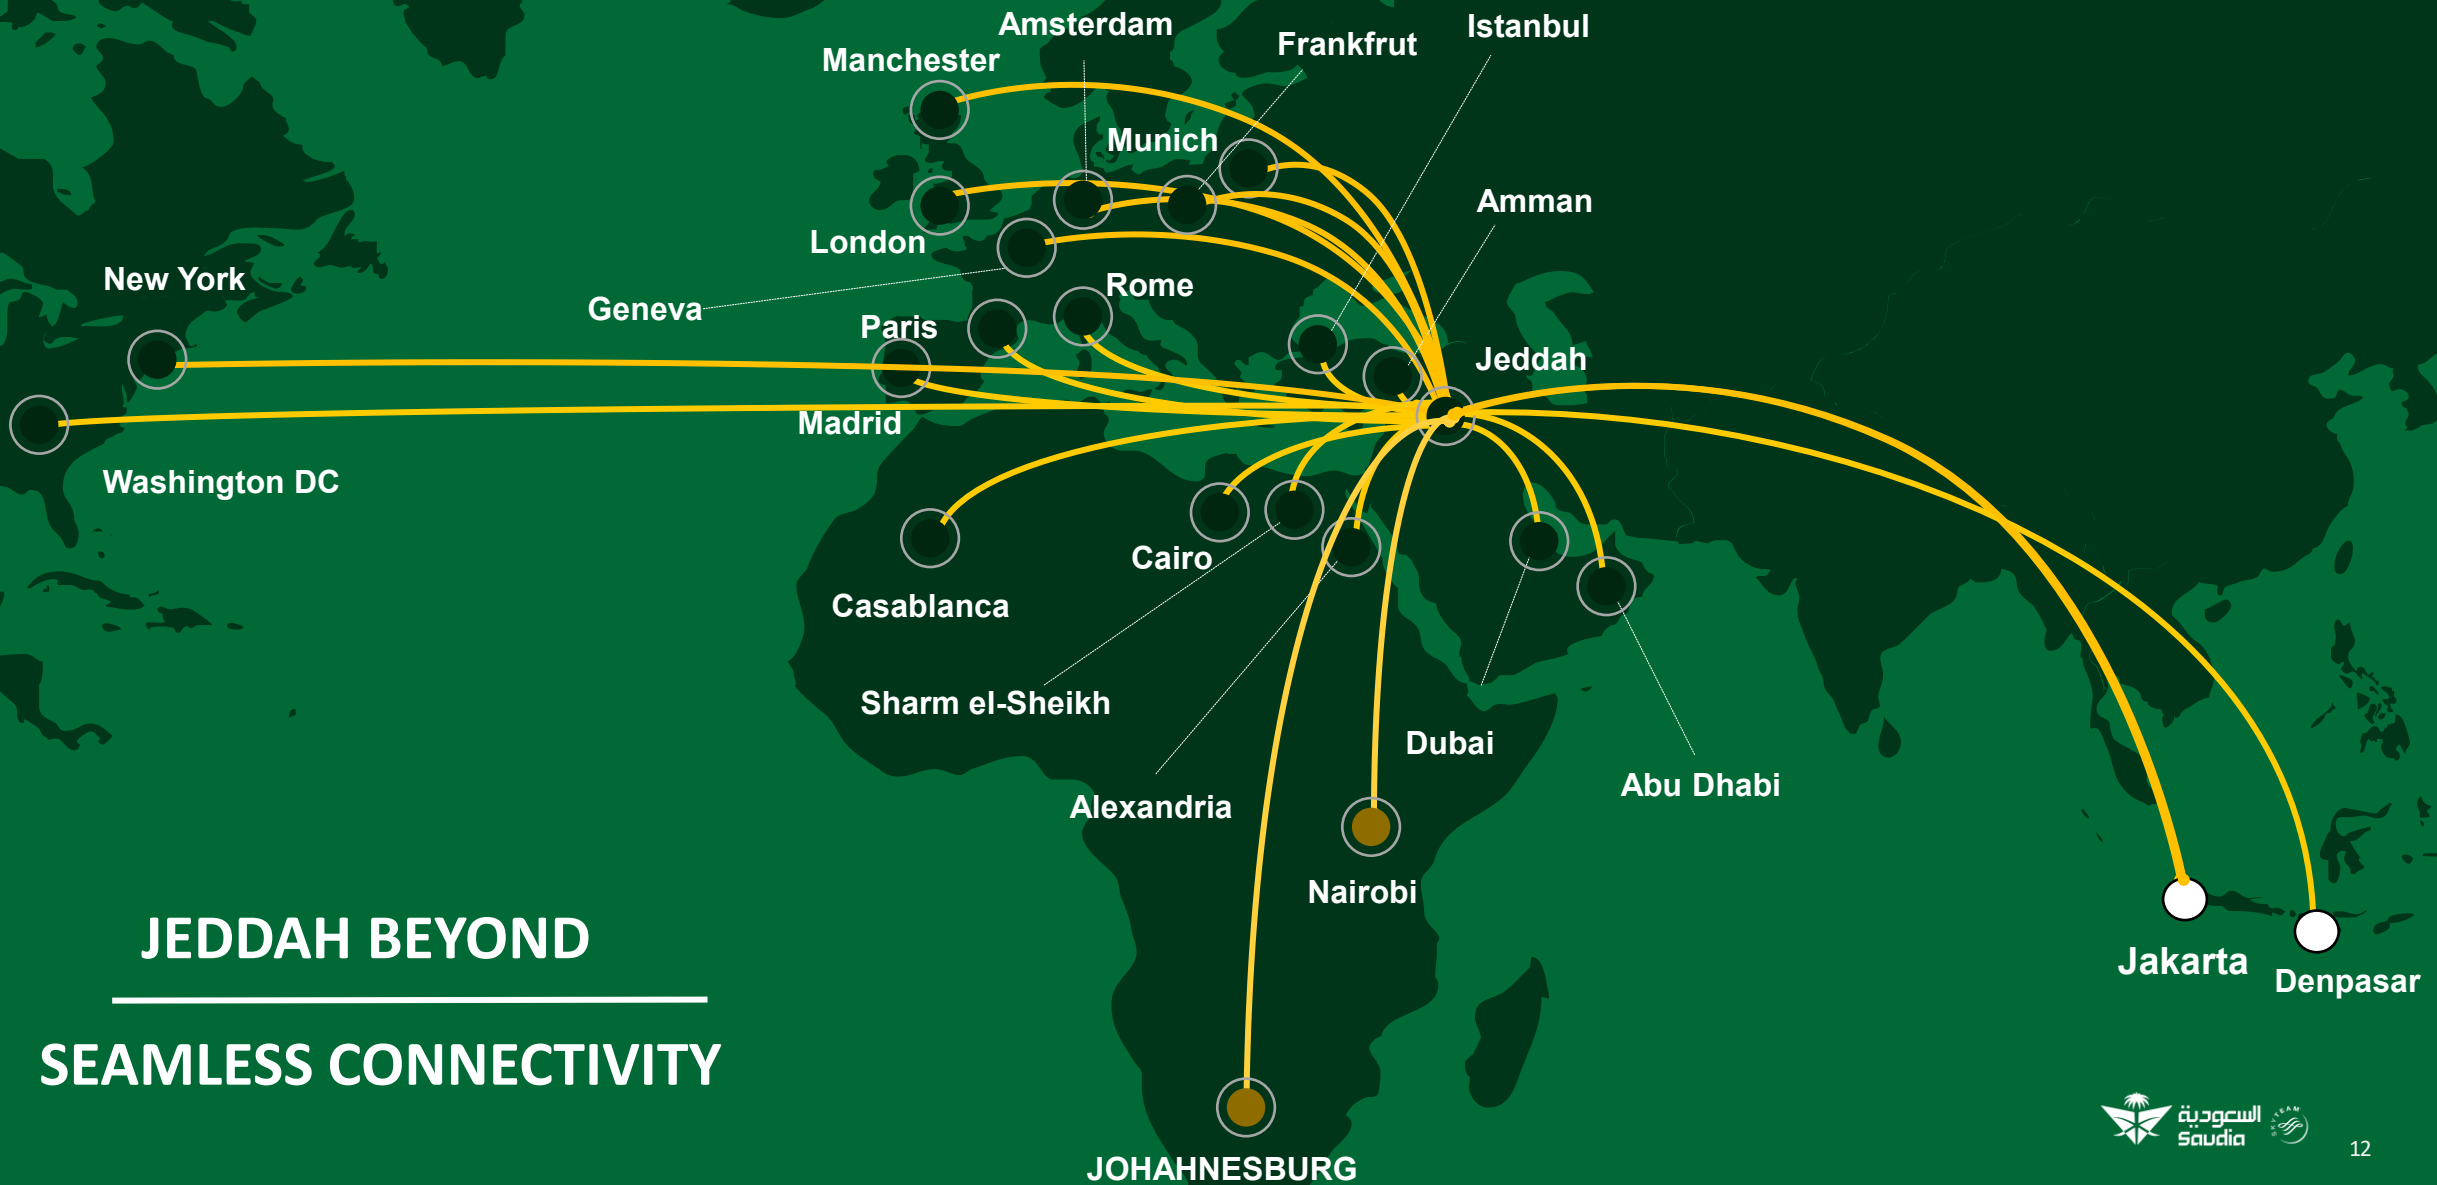 Amsterdam
Istanbul
Frankfrut
Manchester
Munich
Amman
London
New York
Rome
Geneva
Paris
Jeddah
Madrid
Washington DC
Cairo
Casablanca
Sharm el-Sheikh
Dubai
Abu Dhabi
Alexandria
Nairobi
JEDDAH BEYOND
Jakarta
Denpasar
SEAMLESS CONNECTIVITY
السعودية
Saudia
SKYTEAM
12
JOHAHNESBURG